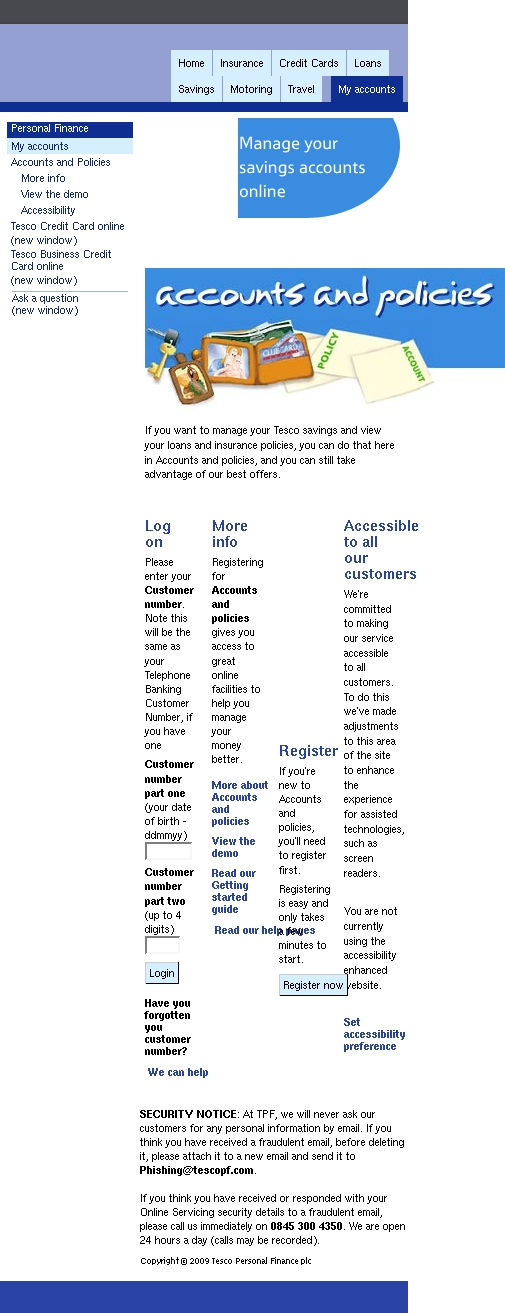 Home Insurance Credit Cards Loans
Savings Motoring Travel My accounts
Personal Finance
My accounts
Accounts and Policies
More info
View the demo
Accessibility
Tesco Credit Card online
(new window)
Tesco Business Credit
Card online
(new window)
Ask a question
(new window)
Manage your
savings accounts
online
accounts and policies
POLICY
ACCOUNT
CLUBCARD
If you want to manage your Tesco savings and view
your loans and insurance policies, you can do that here
in Accounts and policies, and you can still take
advantage of our best offers.
Log
on
Please
enter your
Customer
number.
Note this
will be the
same as
your
Telephone
Banking
Customer
Number, if
you have
one
Customer
number
part one
(your date
of birth -
ddmmyy)
Customer
number
part two
(up to 4
digits)
Login
Have you
forgotten
you
customer
number?
We can help
More
info
Registering
for
Accounts
and
policies
gives you
access to
great
online
facilities to
help you
manage
your
money
better.
More about
Accounts
and
policies
View the
demo
Read our
Getting
started
guide
Read our help pages
Register
If you're
new to
Accounts
and
policies,
you'll need
to register
first.
Registering
is easy and
only takes
a few
minutes to
start.
Register now
Accessible
to all
our
customers
We're
committed
to making
our service
accessible
to all
customers.
To do this
we've made
adjustments
to this area
of the site
to enhance
the
experience
for assisted
technologies,
such as
screen
readers.
You are not
currently
using the
accessibility
enhanced
website.
Set
accessibility
preference
SECURITY NOTICE: At TPF, we will never ask our
customers for any personal information by email. If you
think you have received a fraudulent email, before deleting
it, please attach it to a new email and send it to
Phishing@tescopf.com.
If you think you have received or responded with your
Online Servicing security details to a fraudulent email,
please call us immediately on 0845 300 4350. We are open
24 hours a day (calls may be recorded).
Copyright © 2009 Tesco Personal Finance plc